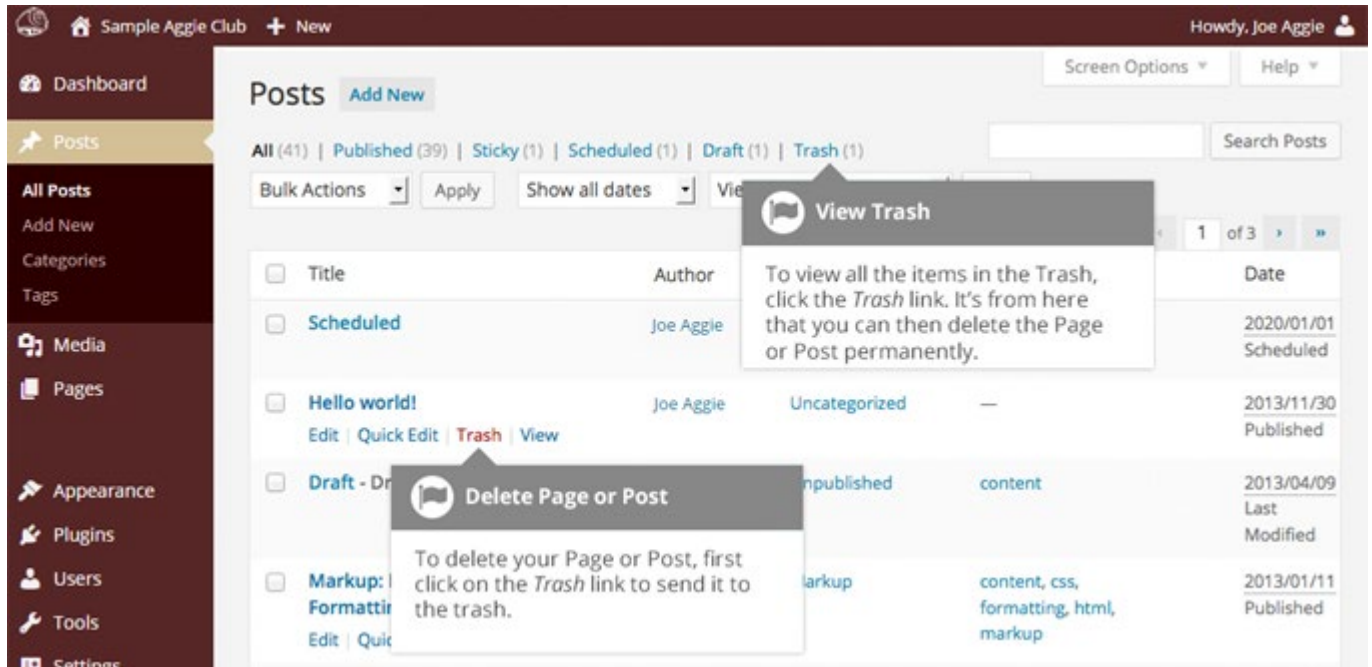 Sample Aggie Club + New
Howdy, Joe Aggie
Dashboard
Posts
All Posts
Add New
Categories
Tags
Media
Pages
Appearance
Plugins
Users
Tools
Settings
Screen Options
Help
Posts Add New
All (41) | Published (39) | Sticky (1) | Scheduled (1) | Draft (1) | Trash (1)
Search Posts
Bulk Actions Apply Show all dates
1 of 3 › »
View Trash
To view all the items in the Trash,
click the Trash link. It's from here
that you can then delete the Page
or Post permanently.
Title Author Date
Scheduled Joe Aggie 2020/01/01
Scheduled
Hello world! Joe Aggie Uncategorized — 2013/11/30
Edit | Quick Edit | Trash | View Published
Draft - content 2013/04/09
Last
Modified
Delete Page or Post
To delete your Page or Post, first
click on the Trash link to send it to
the trash.
Markup: content, css, 2013/01/11
formatting, html, Published
markup
Edit